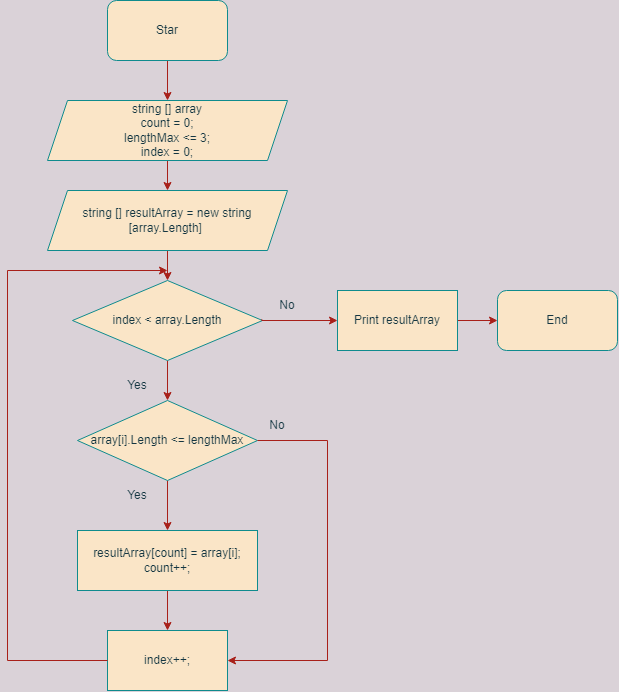 Star
string [] array
count = 0;
lengthMax <= 3;
index = 0;
string [] resultArray = new string
[array.Length]
index < array.Length
No
Print resultArray
End
Yes
array[i].Length <= lengthMax
No
Yes
resultArray[count] = array[i];
count++;
index++;